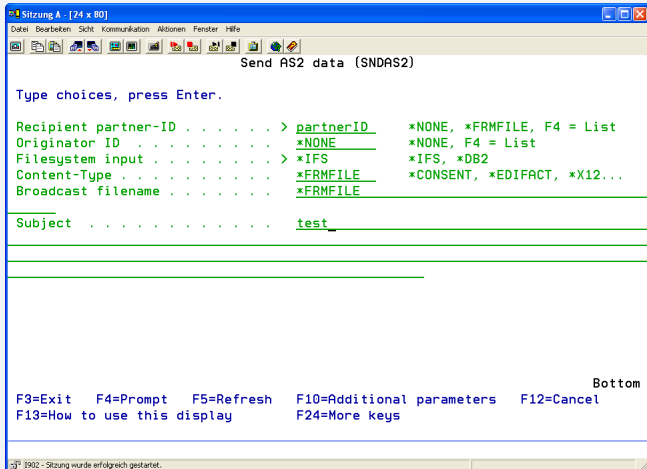 Sitzung A - [24 x 80]
Datei Bearbeiten Sicht Kommunikation Aktionen Fenster Hilfe
Send AS2 data (SNDAS2)
Type choices, press Enter.
Recipient partner-ID . . . . . . > partnerID *NONE, *FRMFILE, F4 = List
Originator ID . . . . . . . . . *NONE *NONE, F4 = List
Filesystem input . . . . . . . . > *IFS *IFS, *DB2
Content-Type . . . . . . . . . . *FRMFILE *CONSENT, *EDIFACT, *X12...
Broadcast filename . . . . . . . *FRMFILE
Subject . . . . . . . . . . . . test_
Bottom
F3=Exit F4=Prompt F5=Refresh F10=Additional parameters F12=Cancel
F13=How to use this display F24=More keys
I902 - Sitzung wurde erfolgreich gestartet.